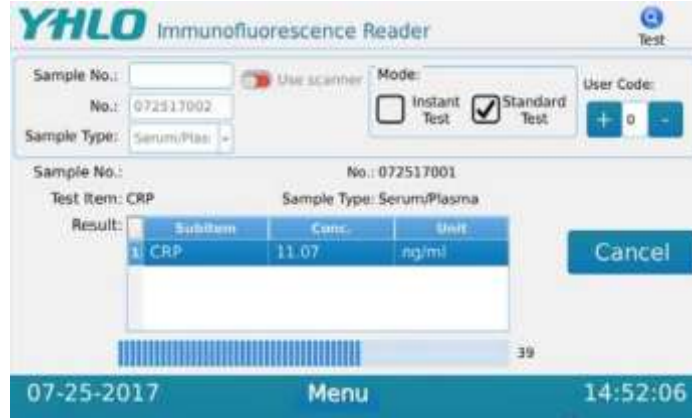 YHLO Immunofluorescence Reader
Test
Sample No.:
Use scanner
Mode:
Instant Test
Standard Test
User Code:
+ 0 -
No.: 072517002
Sample Type: Serum/Plas
Sample No.:
No.: 072517001
Test Item: CRP
Sample Type: Serum/Plasma
Result:
Subitem Conc. Unit
1 CRP 11.07 ng/ml
Cancel
39
07-25-2017 Menu 14:52:06